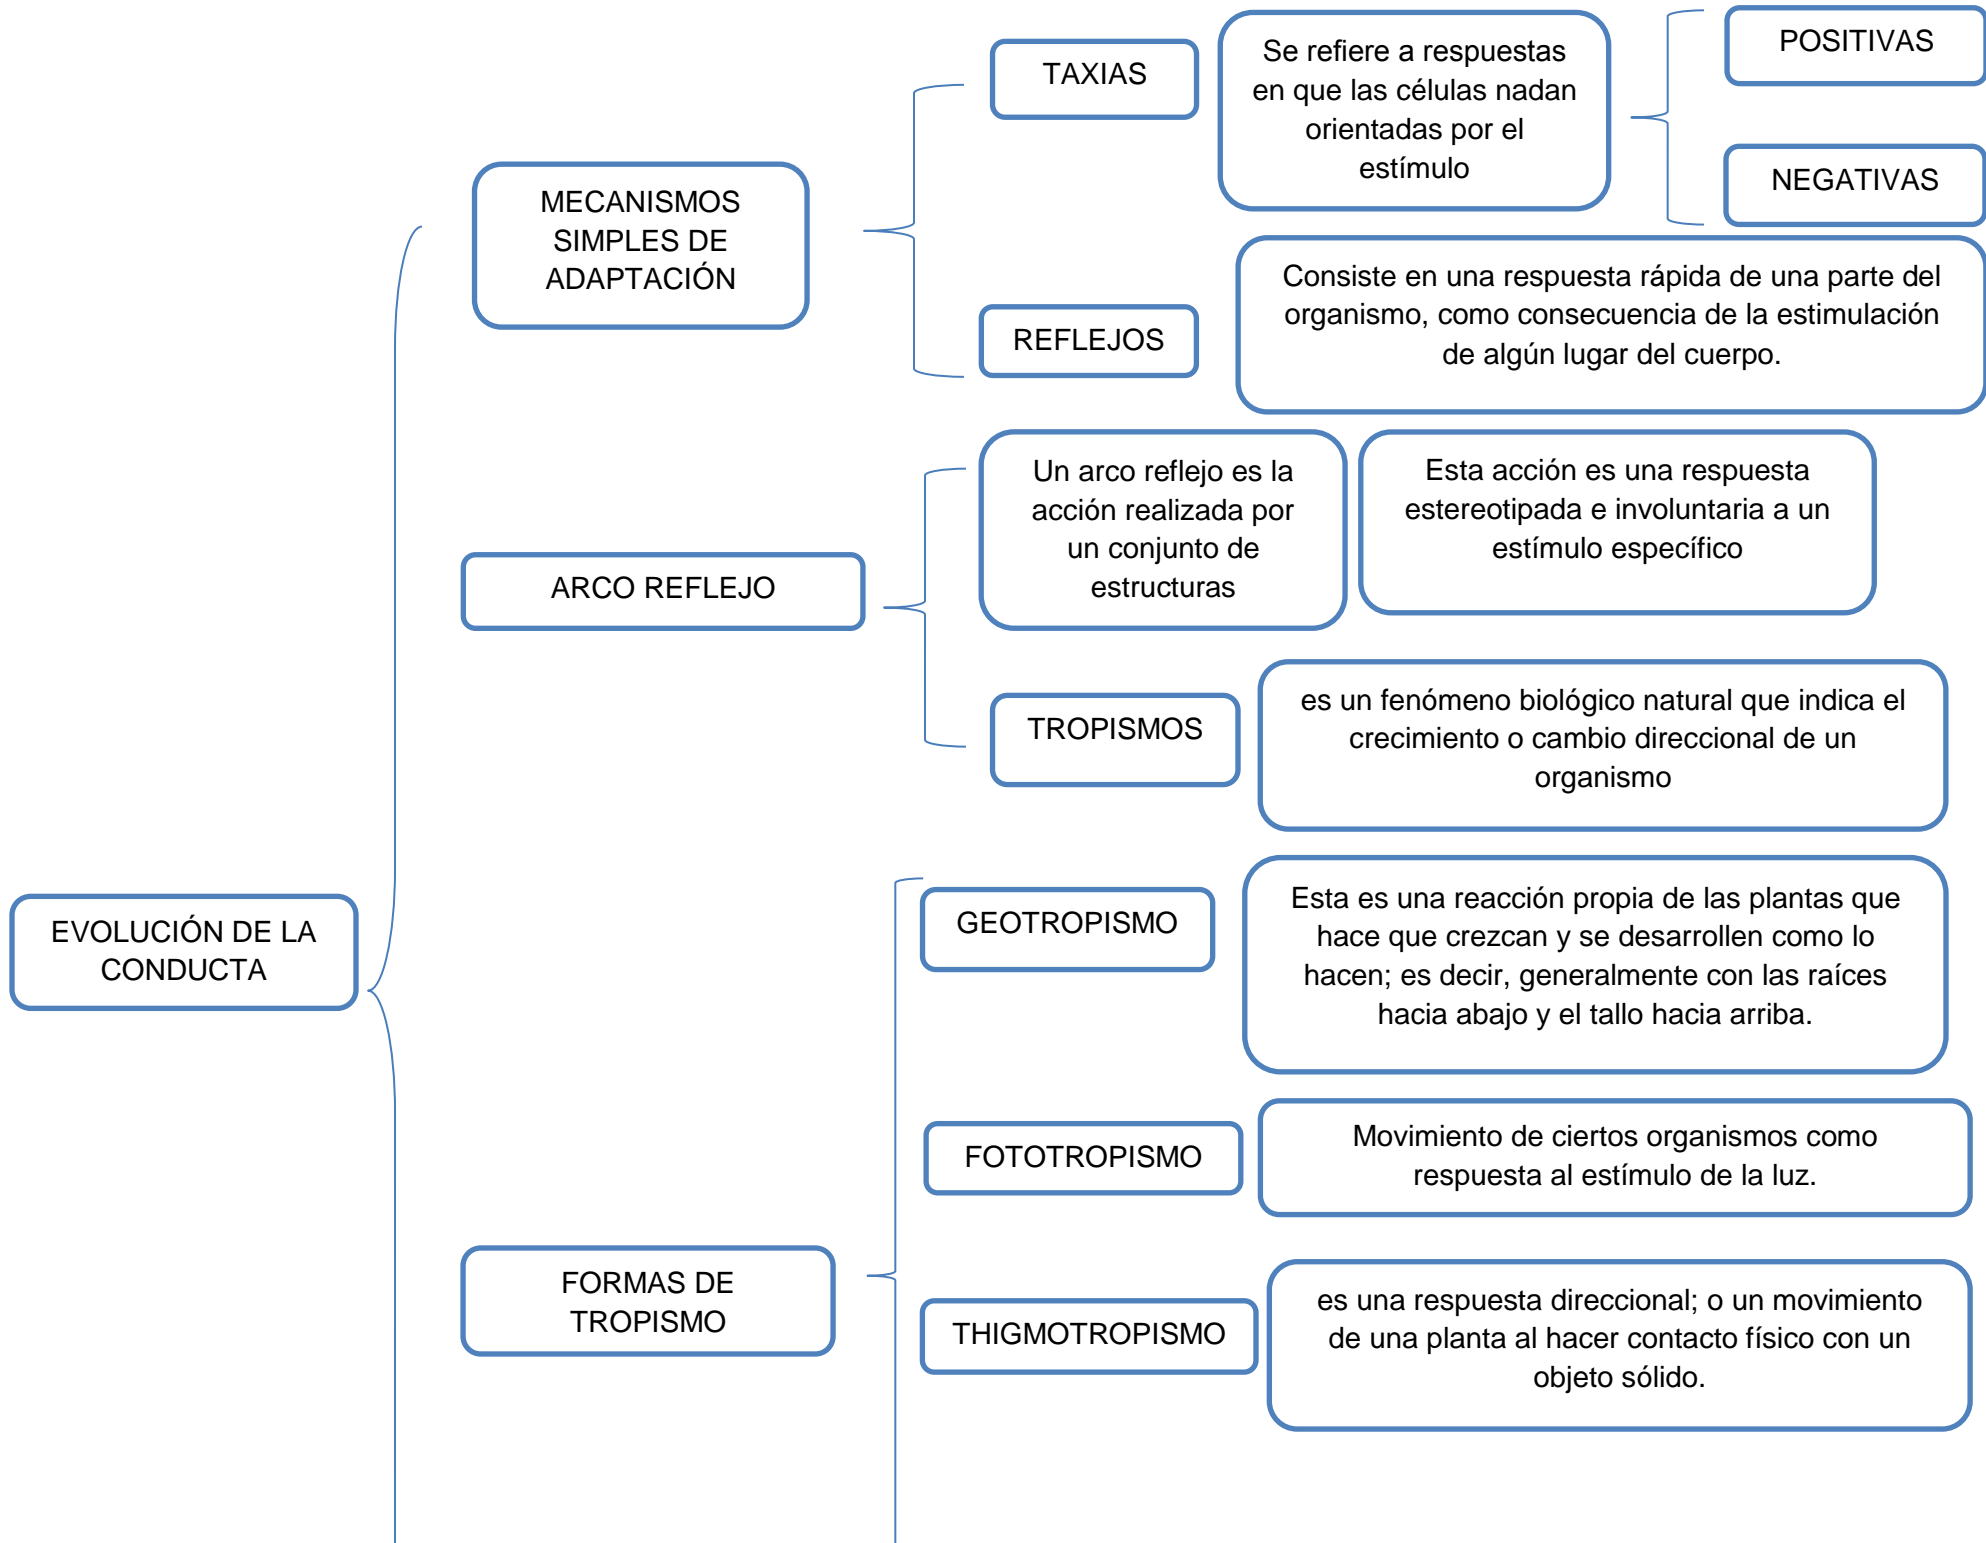 EVOLUCIÓN DE LA
CONDUCTA
MECANISMOS
SIMPLES DE
ADAPTACIÓN
TAXIAS
Se refiere a respuestas
en que las células nadan
orientadas por el
estímulo
POSITIVAS
NEGATIVAS
REFLEJOS
Consiste en una respuesta rápida de una parte del
organismo, como consecuencia de la estimulación
de algún lugar del cuerpo.
ARCO REFLEJO
Un arco reflejo es la
acción realizada por
un conjunto de
estructuras
Esta acción es una respuesta
estereotipada e involuntaria a un
estímulo específico
TROPISMOS
es un fenómeno biológico natural que indica el
crecimiento o cambio direccional de un
organismo
FORMAS DE
TROPISMO
GEOTROPISMO
Esta es una reacción propia de las plantas que
hace que crezcan y se desarrollen como lo
hacen; es decir, generalmente con las raíces
hacia abajo y el tallo hacia arriba.
FOTOTROPISMO
Movimiento de ciertos organismos como
respuesta al estímulo de la luz.
THIGMOTROPISMO
es una respuesta direccional; o un movimiento
de una planta al hacer contacto físico con un
objeto sólido.